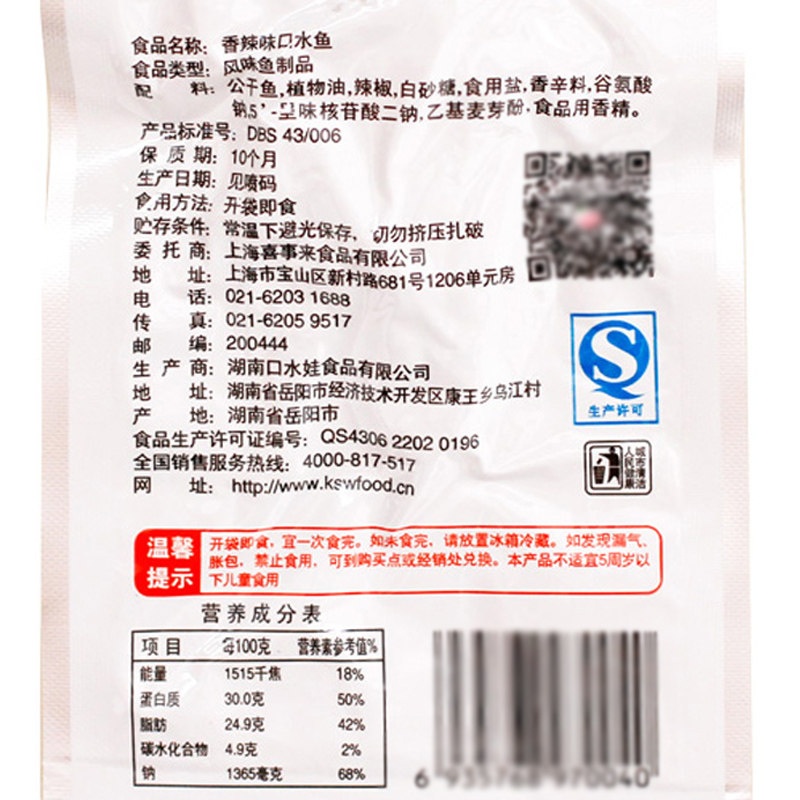 食品名称：香辣味口水鱼
食品类型：风味鱼制品
配 料：公干鱼,植物油,辣椒,白砂糖,食用盐,香辛料,谷氨酸
钠,5'-呈味核苷酸二钠,乙基麦芽酚,食品用香精。
产品标准号：DBS 43/006
保 质 期：10个月
生产日期：见喷码
食用方法：开袋即食
贮存条件：常温下避光保存，切勿挤压扎破
委 托 商：上海喜事来食品有限公司
地 址：上海市宝山区新村路681号1206单元房
电 话：021-6203 1688
传 真：021-6205 9517
邮 编：200444
生 产 商：湖南口水娃食品有限公司
地 址：湖南省岳阳市经济技术开发区康王乡乌江村
产 地：湖南省岳阳市
食品生产许可证编号：QS4306 2202 0196
全国销售服务热线：4000-817-517
网 址：http://www.kswfood.cn
QS
生产许可
人民健康
城市清洁
温馨
提示
开袋即食，宜一次食完。如未食完，请放置冰箱冷藏。如发现漏气、
胀包，禁止食用，可到购买点或经销处兑换。本产品不适宜5周岁以
下儿童食用
营养成分表
项目 每100克 营养素参考值%
能量 1515千焦 18%
蛋白质 30.0克 50%
脂肪 24.9克 42%
碳水化合物 4.9克 2%
钠 1365毫克 68%
6 935768 970040